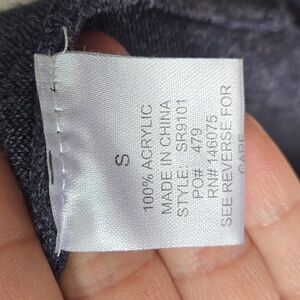 S
100% ACRYLIC
MADE IN CHINA
STYLE: SR9101
PO# 479
RN# 146075
SEE REVERSE FOR
CARE